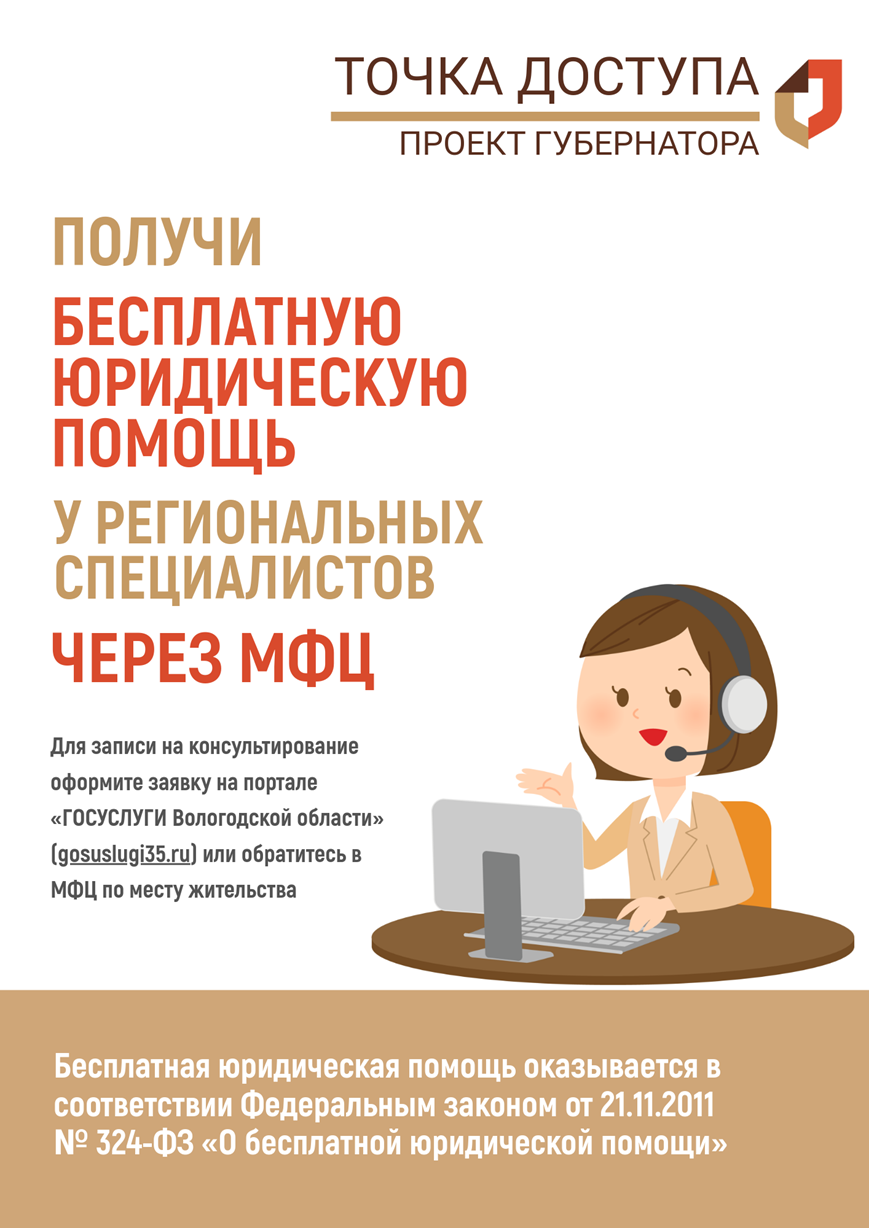 ТОЧКА ДОСТУПА
ПРОЕКТ ГУБЕРНАТОРА
ПОЛУЧИ
БЕСПЛАТНУЮ
ЮРИДИЧЕСКУЮ
ПОМОЩЬ
У РЕГИОНАЛЬНЫХ
СПЕЦИАЛИСТОВ
ЧЕРЕЗ МФЦ
Для записи на консультирование
оформите заявку на портале
«ГОСУСЛУГИ Вологодской области»
(gosuslugi35.ru) или обратитесь в
МФЦ по месту жительства
Бесплатная юридическая помощь оказывается в
соответствии Федеральным законом от 21.11.2011
№ 324-ФЗ «О бесплатной юридической помощи»